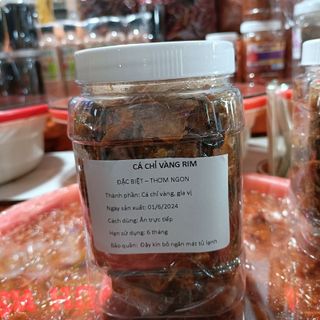 CÁ CHỈ VÀNG RIM
ĐẶC BIỆT – THƠM NGON
Thành phần: Cá chỉ vàng, gia vị
Ngày sản xuất: 01/6/2024
Cách dùng: Ăn trực tiếp
Hạn sử dụng: 6 tháng
Bảo quản: Đậy kín bỏ ngăn mát tủ lạnh